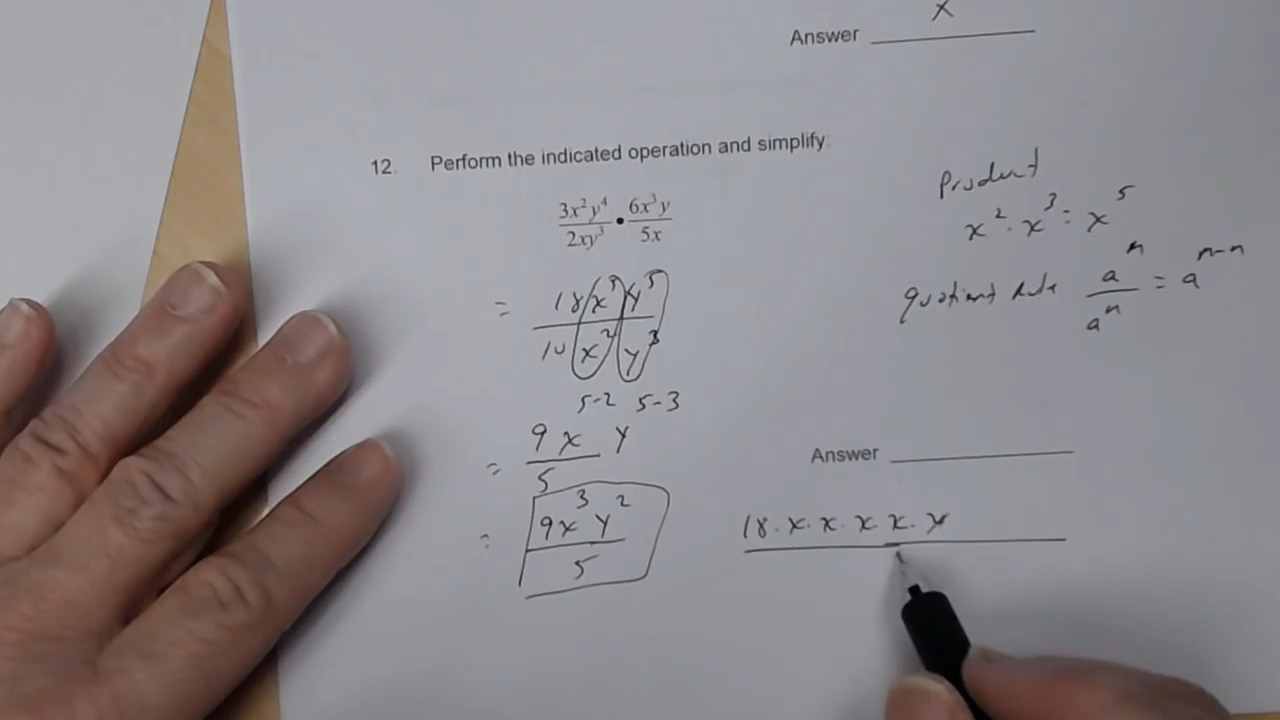 x
Answer
12. Perform the indicated operation and simplify.
3x²y⁴/2xy³ • 6x³y/5x
Product
x² · x³ = x⁵
quotient rule aᵐ/aⁿ = aᵐ⁻ⁿ
= 18x⁵y⁵/10x²y³
5-2 5-3
= 9x y/5
= 9x³y²/5
Answer
18·x·x·x·x·x